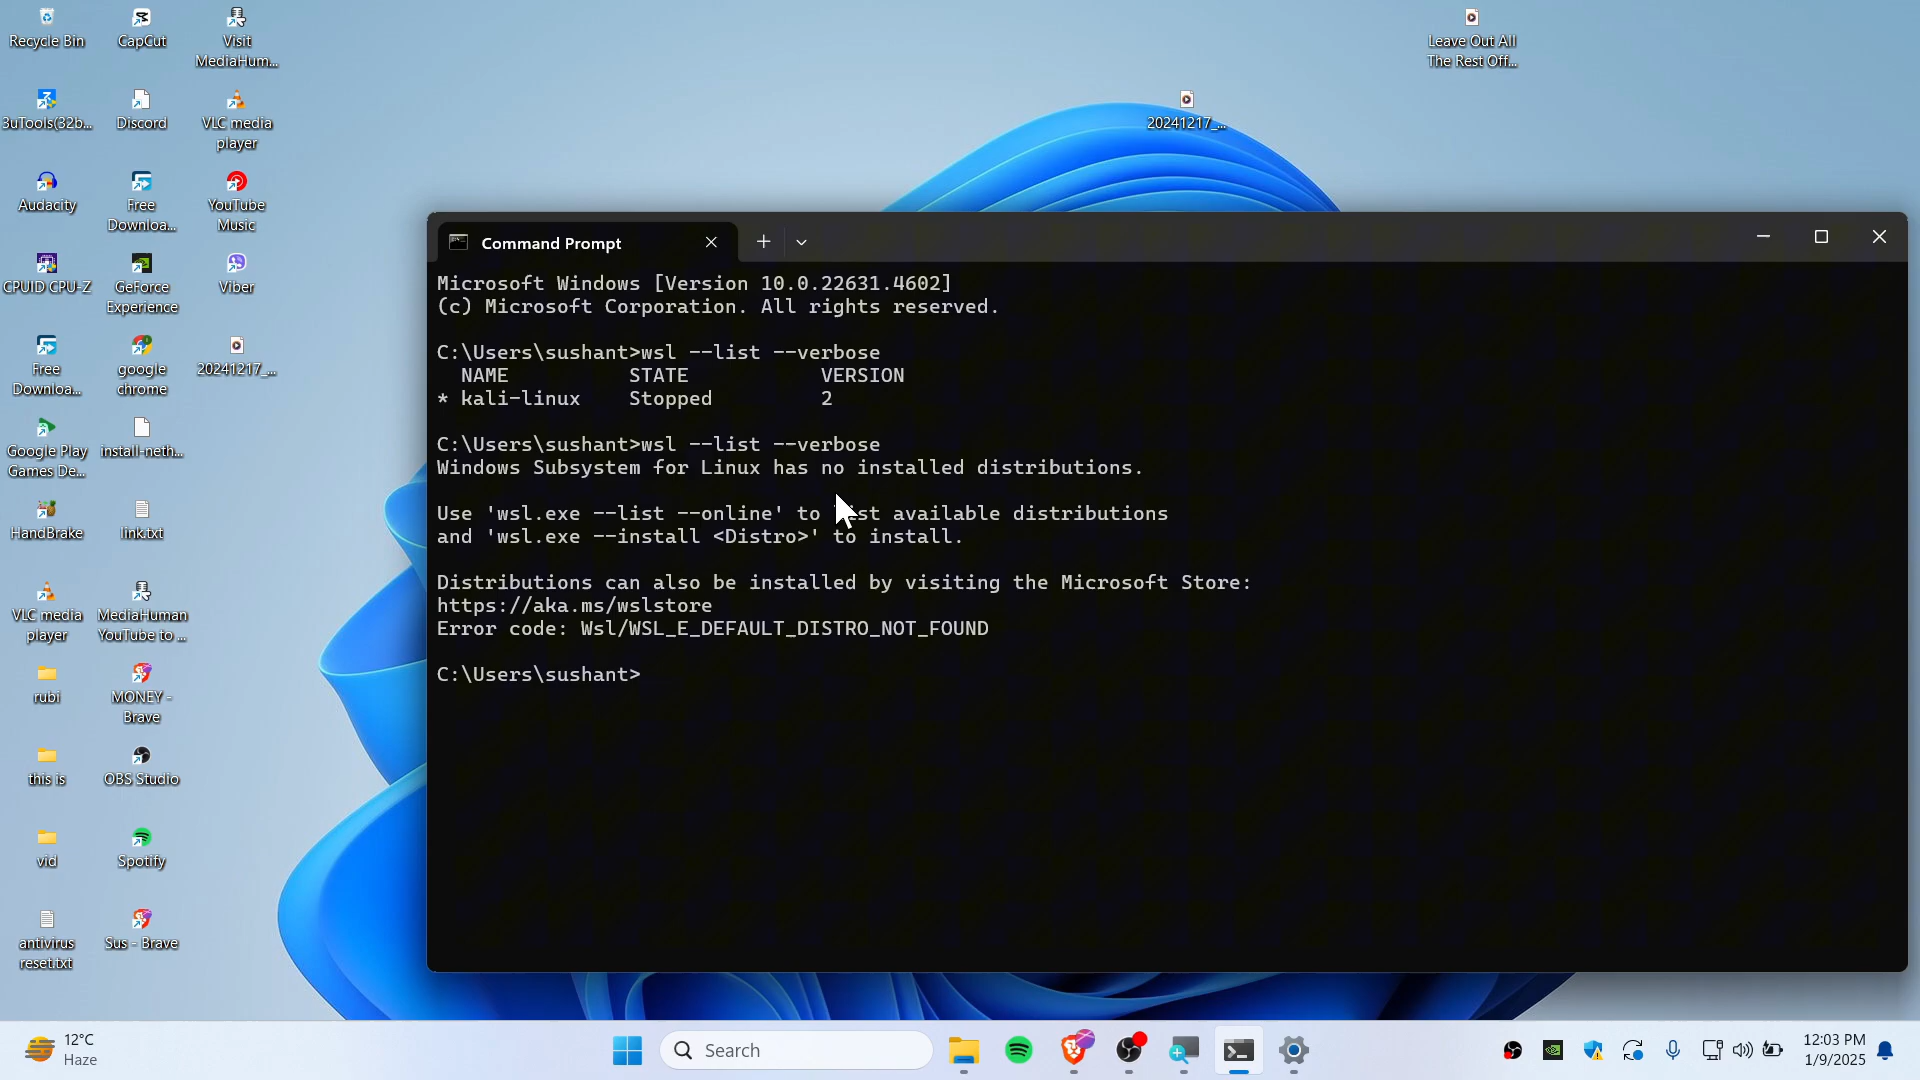 Recycle Bin
CapCut
Visit
MediaHum...
3uTools(32b...
Discord
VLC media
player
Audacity
Free
Downloa...
YouTube
Music
CPUID CPU-Z
GeForce
Experience
Viber
Free
Downloa...
google
chrome
20241217_...
Google Play
Games De...
install-neth...
HandBrake
link.txt
VLC media
player
MediaHuman
YouTube to ...
rubi
MONEY -
Brave
this is
OBS Studio
vid
Spotify
antivirus
reset.txt
Sus - Brave
Leave Out All
The Rest Off...
20241217_...
Command Prompt
Microsoft Windows [Version 10.0.22631.4602]
(c) Microsoft Corporation. All rights reserved.
C:\Users\sushant>wsl --list --verbose
NAME STATE VERSION
* kali-linux Stopped 2
C:\Users\sushant>wsl --list --verbose
Windows Subsystem for Linux has no installed distributions.
Use 'wsl.exe --list --online' to list available distributions
and 'wsl.exe --install <Distro>' to install.
Distributions can also be installed by visiting the Microsoft Store:
https://aka.ms/wslstore
Error code: Wsl/WSL_E_DEFAULT_DISTRO_NOT_FOUND
C:\Users\sushant>
12°C
Haze
Search
12:03 PM
1/9/2025